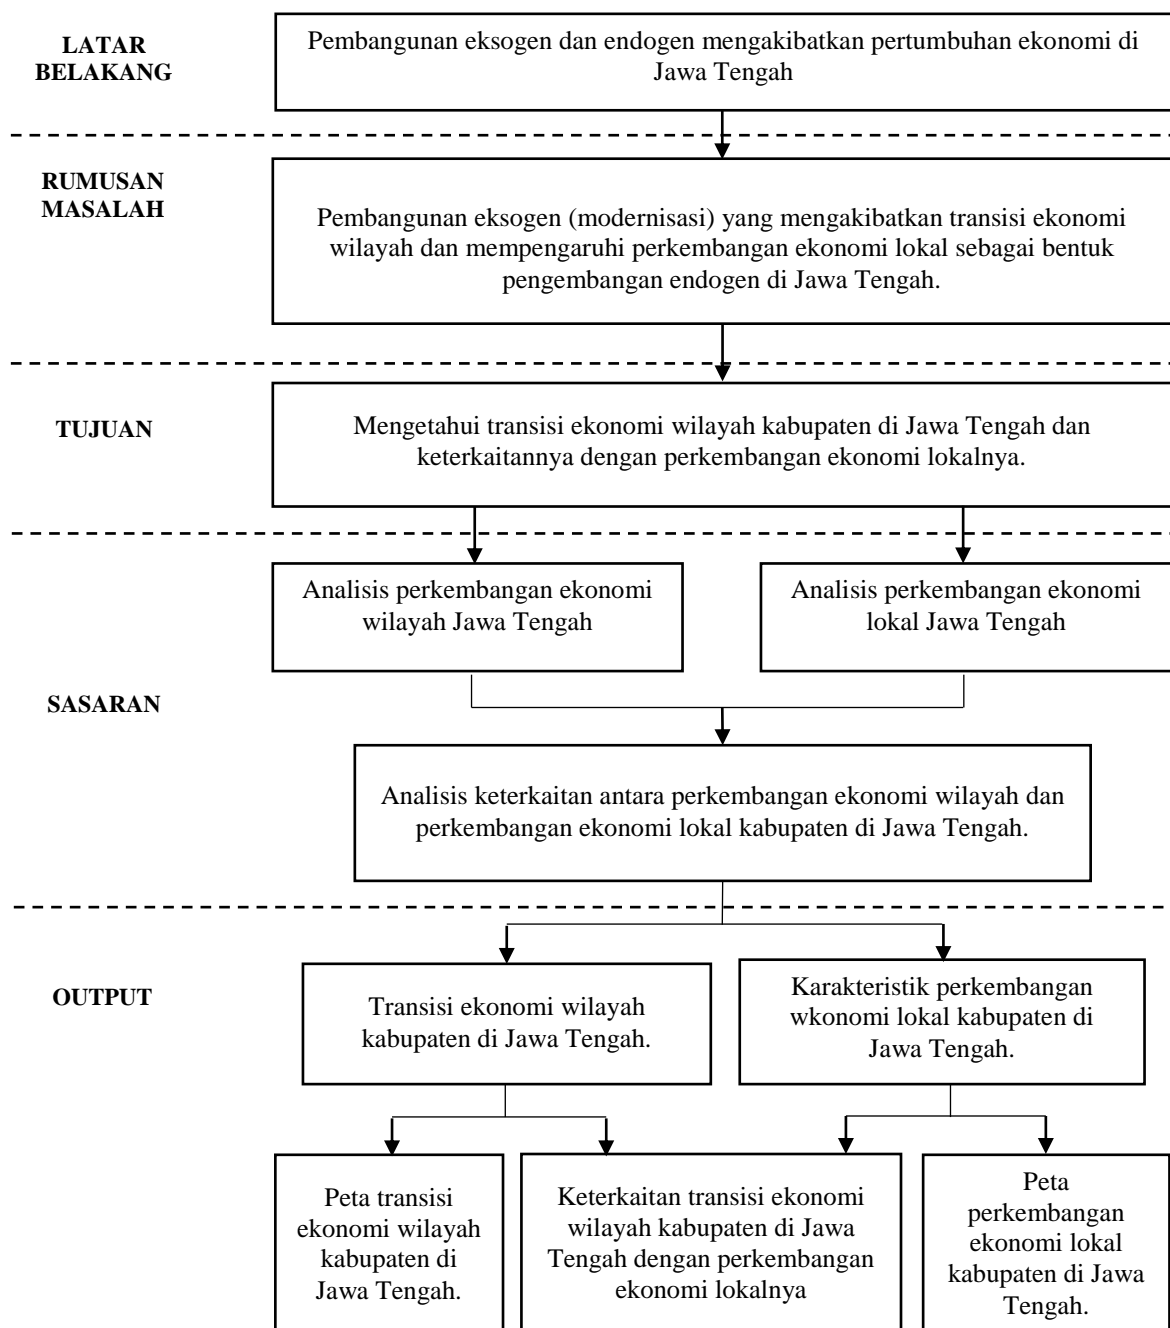 LATAR
BELAKANG
Pembangunan eksogen dan endogen mengakibatkan pertumbuhan ekonomi di
Jawa Tengah
RUMUSAN
MASALAH
Pembangunan eksogen (modernisasi) yang mengakibatkan transisi ekonomi
wilayah dan mempengaruhi perkembangan ekonomi lokal sebagai bentuk
pengembangan endogen di Jawa Tengah.
TUJUAN
Mengetahui transisi ekonomi wilayah kabupaten di Jawa Tengah dan
keterkaitannya dengan perkembangan ekonomi lokalnya.
SASARAN
Analisis perkembangan ekonomi
wilayah Jawa Tengah
Analisis perkembangan ekonomi
lokal Jawa Tengah
Analisis keterkaitan antara perkembangan ekonomi wilayah dan
perkembangan ekonomi lokal kabupaten di Jawa Tengah.
OUTPUT
Transisi ekonomi wilayah
kabupaten di Jawa Tengah.
Karakteristik perkembangan
wkonomi lokal kabupaten di
Jawa Tengah.
Peta transisi
ekonomi wilayah
kabupaten di
Jawa Tengah.
Keterkaitan transisi ekonomi
wilayah kabupaten di Jawa
Tengah dengan perkembangan
ekonomi lokalnya
Peta
perkembangan
ekonomi lokal
kabupaten di Jawa
Tengah.